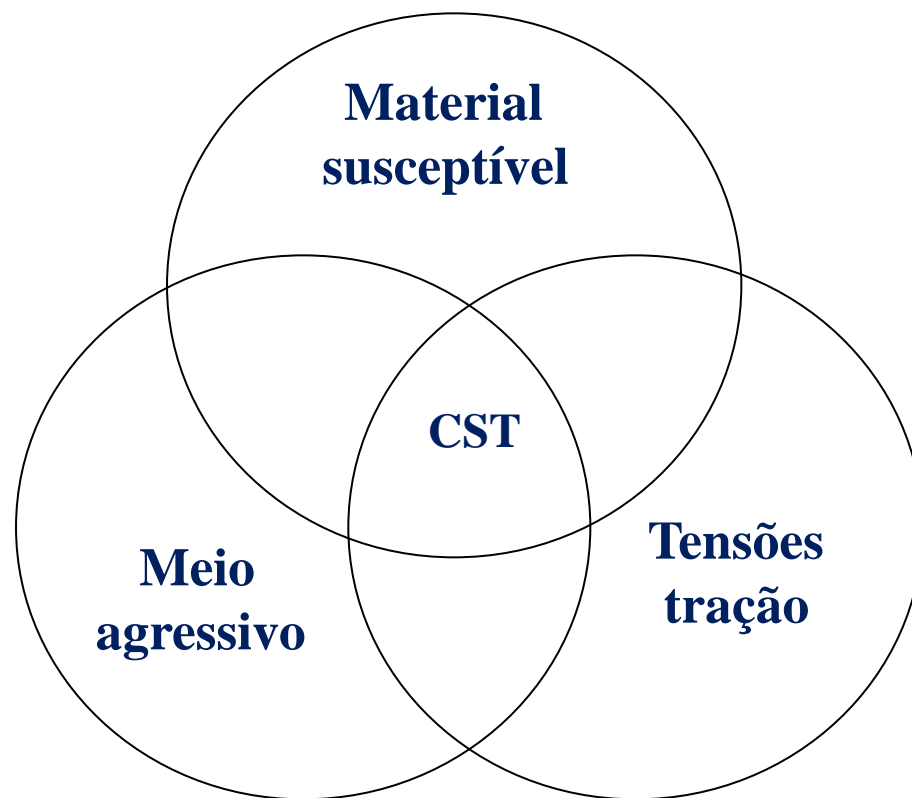 Material
susceptível
CST
Meio
agressivo
Tensões
tração